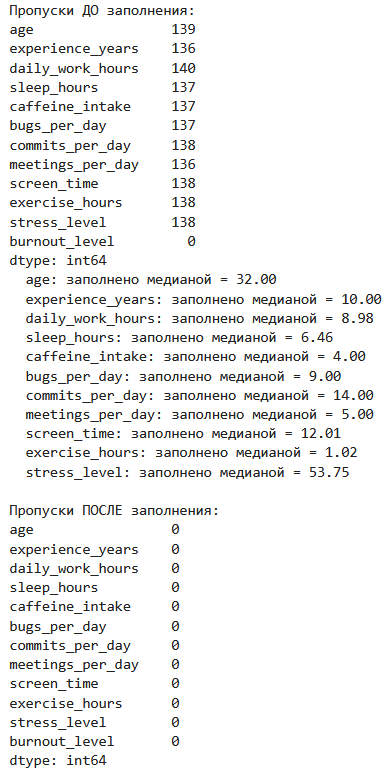 Пропуски ДО заполнения:
age                 139
experience_years    136
daily_work_hours    140
sleep_hours         137
caffeine_intake     137
bugs_per_day        137
commits_per_day     138
meetings_per_day    136
screen_time         138
exercise_hours      138
stress_level        138
burnout_level         0
dtype: int64
  age: заполнено медианой = 32.00
  experience_years: заполнено медианой = 10.00
  daily_work_hours: заполнено медианой = 8.98
  sleep_hours: заполнено медианой = 6.46
  caffeine_intake: заполнено медианой = 4.00
  bugs_per_day: заполнено медианой = 9.00
  commits_per_day: заполнено медианой = 14.00
  meetings_per_day: заполнено медианой = 5.00
  screen_time: заполнено медианой = 12.01
  exercise_hours: заполнено медианой = 1.02
  stress_level: заполнено медианой = 53.75

Пропуски ПОСЛЕ заполнения:
age                 0
experience_years    0
daily_work_hours    0
sleep_hours         0
caffeine_intake     0
bugs_per_day        0
commits_per_day     0
meetings_per_day    0
screen_time         0
exercise_hours      0
stress_level        0
burnout_level       0
dtype: int64